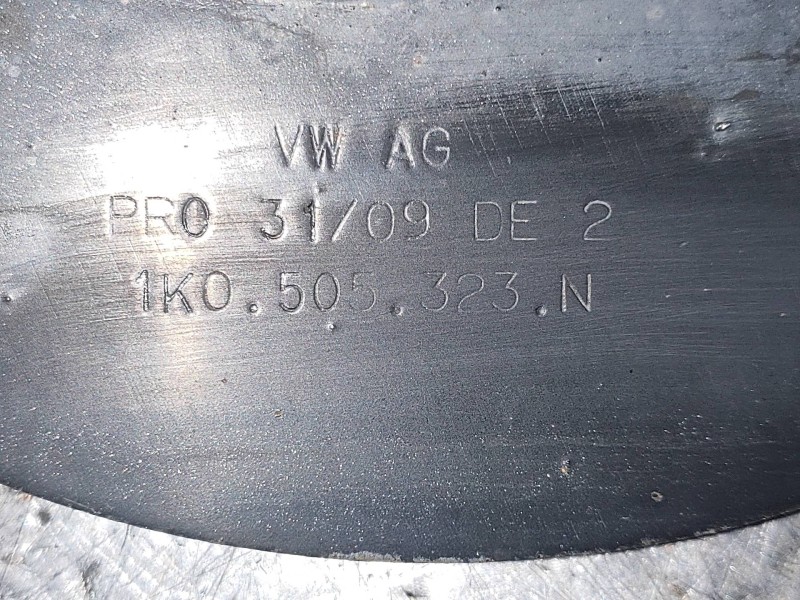 VW AG
PRO 31/09 DE 2
1K0.505.323.N